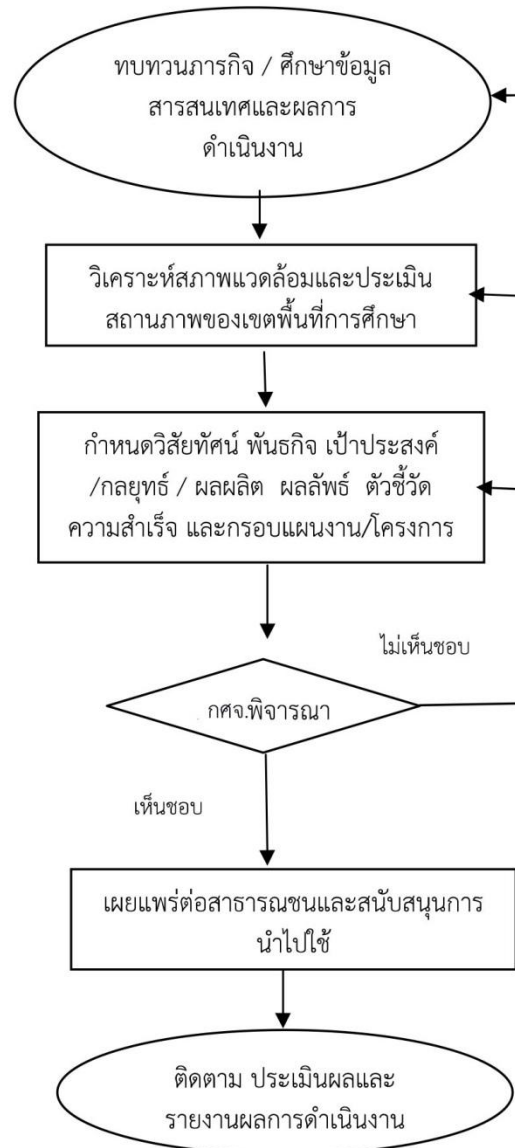 ทบทวนภารกิจ / ศึกษาข้อมูล
สารสนเทศและผลการ
ดำเนินงาน
วิเคราะห์สภาพแวดล้อมและประเมิน
สถานภาพของเขตพื้นที่การศึกษา
กำหนดวิสัยทัศน์ พันธกิจ เป้าประสงค์
/กลยุทธ์ / ผลผลิต ผลลัพธ์ ตัวชี้วัด
ความสำเร็จ และกรอบแผนงาน/โครงการ
ไม่เห็นชอบ
กศจ.พิจารณา
เห็นชอบ
เผยแพร่ต่อสาธารณชนและสนับสนุนการ
นำไปใช้
ติดตาม ประเมินผลและ
รายงานผลการดำเนินงาน